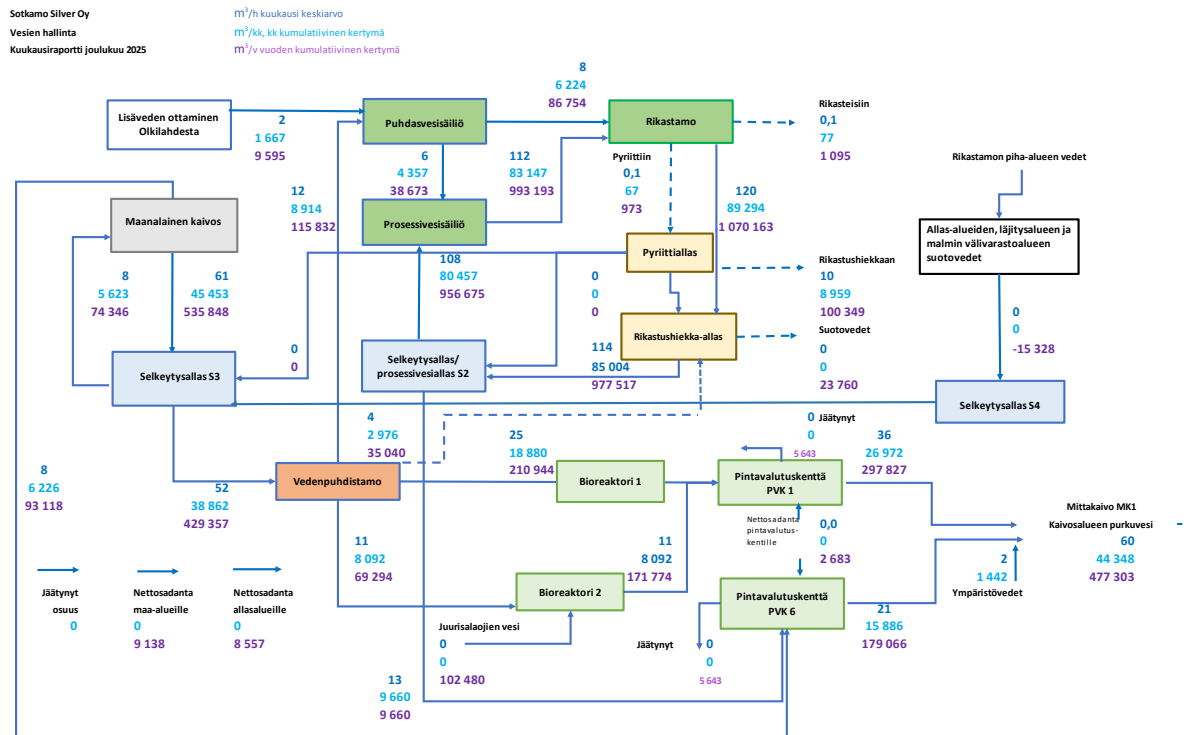 Sotkamo Silver Oy
Vesien hallinta
Kuukausiraportti joulukuu 2025
m³/h kuukausi keskiarvo
m³/kk, kk kumulatiivinen kertymä
m³/v vuoden kumulatiivinen kertymä
8
6 224
86 754
Lisäveden ottaminen
Olkilahdesta
2
1 667
9 595
Puhdasvesisäiliö
Rikastamo
Rikasteisiin
0,1
77
1 095
6
4 357
38 673
112
83 147
993 193
Pyriittiin
0,1
67
973
Rikastamon piha-alueen vedet
12
8 914
115 832
120
89 294
1 070 163
Maanalainen kaivos
Prosessivesisäiliö
Pyriittiallas
Allas-alueiden, läjitysalueen ja
malmin välivarastoalueen
suotovedet
8
5 623
74 346
61
45 453
535 848
108
80 457
956 675
0
0
0
Rikastushiekkaan
10
8 959
100 349
Rikastushiekka-allas
Suotovedet
0
0
23 760
0
0
-15 328
0
0
Selkeytysallas S3
Selkeytysallas/
prosessivesiallas S2
114
85 004
977 517
Selkeytysallas S4
4
2 976
35 040
25
18 880
210 944
0
0
5 643
Jäätynyt
36
26 972
297 827
8
6 226
93 118
52
38 862
429 357
Vedenpuhdistamo
Bioreaktori 1
Pintavalutuskenttä
PVK 1
Mittakaivo MK1
Kaivosalueen purkuvesi
60
44 348
477 303
Nettosadanta
pintavalutus-
kentille
0,0
0
2 683
11
8 092
69 294
11
8 092
171 774
2
1 442
Ympäristövedet
Jäätynyt
osuus
0
Nettosadanta
maa-alueille
0
9 138
Nettosadanta
allasalueille
0
8 557
Bioreaktori 2
Pintavalutuskenttä
PVK 6
21
15 886
179 066
Juurisalaojien vesi
0
0
102 480
Jäätynyt
0
0
5 643
13
9 660
9 660